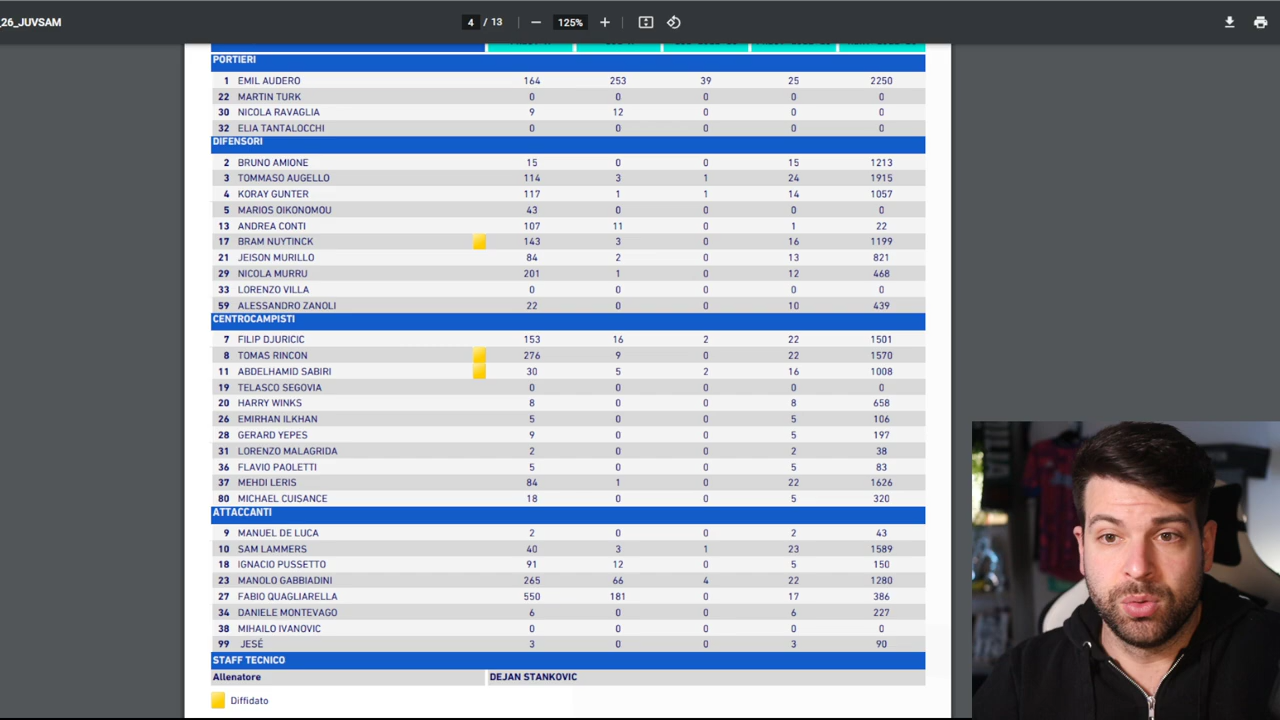 _26_JUVSAM 4 / 13 125%
PORTIERI
1 EMIL AUDERO 164 253 39 25 2250
22 MARTIN TURK 0 0 0 0 0
30 NICOLA RAVAGLIA 9 12 0 0 0
32 ELIA TANTALOCCHI 0 0 0 0 0
DIFENSORI
2 BRUNO AMIONE 15 0 0 15 1213
3 TOMMASO AUGELLO 114 3 1 24 1915
4 KORAY GUNTER 117 1 1 14 1057
5 MARIOS OIKONOMOU 43 0 0 0 0
13 ANDREA CONTI 107 11 0 1 22
17 BRAM NUYTINCK 143 3 0 16 1199
21 JEISON MURILLO 84 2 0 13 821
29 NICOLA MURRU 201 1 0 12 468
33 LORENZO VILLA 0 0 0 0 0
59 ALESSANDRO ZANOLI 22 0 0 10 439
CENTROCAMPISTI
7 FILIP DJURICIC 153 16 2 22 1501
8 TOMAS RINCON 276 9 0 22 1570
11 ABDELHAMID SABIRI 30 5 2 16 1008
19 TELASCO SEGOVIA 0 0 0 0 0
20 HARRY WINKS 8 0 0 8 658
26 EMIRHAN ILKHAN 5 0 0 5 106
28 GERARD YEPES 9 0 0 5 197
31 LORENZO MALAGRIDA 2 0 0 2 38
36 FLAVIO PAOLETTI 5 0 0 5 83
37 MEHDI LERIS 84 1 0 22 1626
80 MICHAEL CUISANCE 18 0 0 5 320
ATTACCANTI
9 MANUEL DE LUCA 2 0 0 2 43
10 SAM LAMMERS 40 3 1 23 1589
18 IGNACIO PUSSETTO 91 12 0 5 150
23 MANOLO GABBIADINI 265 66 4 22 1280
27 FABIO QUAGLIARELLA 550 181 0 17 386
34 DANIELE MONTEVAGO 6 0 0 6 227
38 MIHAILO IVANOVIC 0 0 0 0 0
99 JESÉ 3 0 0 3 90
STAFF TECNICO
Allenatore DEJAN STANKOVIC
Diffidato